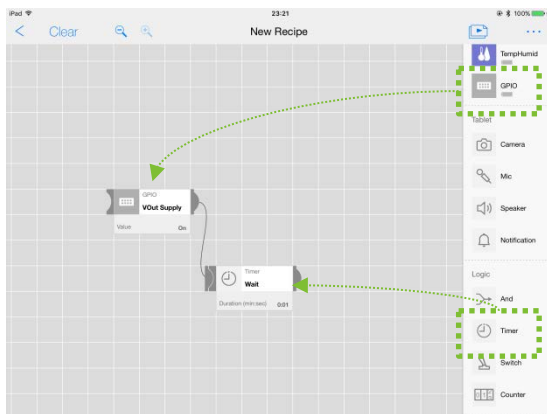 iPad 23:21 100%
Clear New Recipe
TempHumid
GPIO
Tablet
Camera
GPIO
VOut Supply
Value On
Mic
Speaker
Notification
Timer
Wait
Duration (min:sec) 0:01
Logic
And
Timer
Switch
Counter